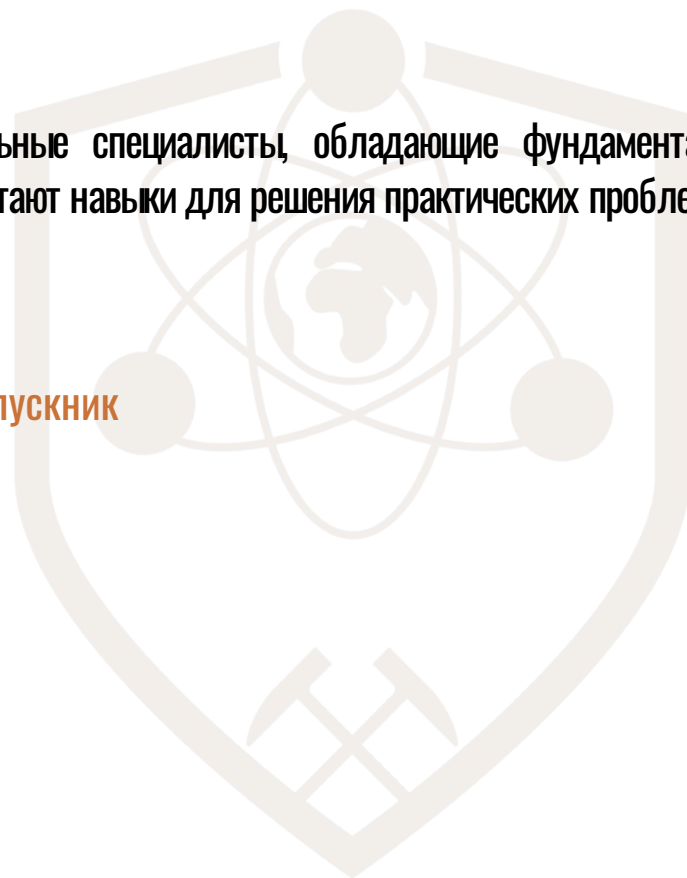 ьные специалисты, обладающие фундамента
тают навыки для решения практических пробле
пускник